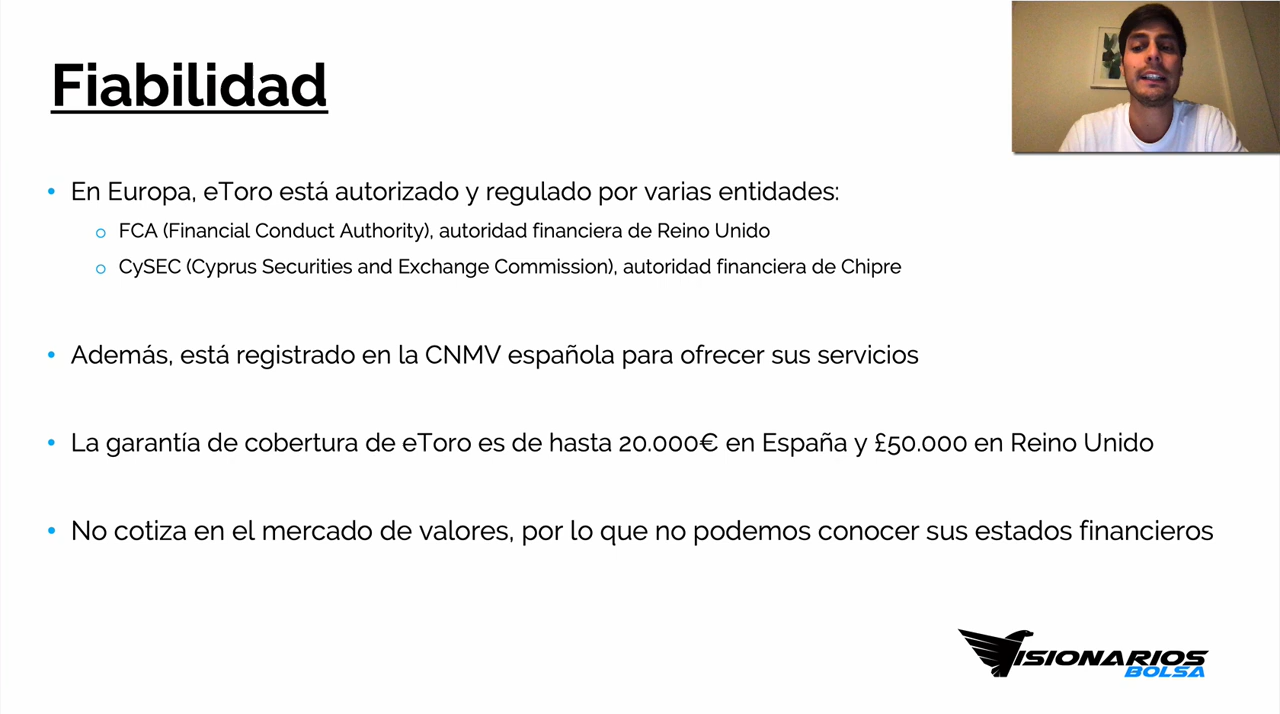 Fiabilidad
• En Europa, eToro está autorizado y regulado por varias entidades:
o FCA (Financial Conduct Authority), autoridad financiera de Reino Unido
o CySEC (Cyprus Securities and Exchange Commission), autoridad financiera de Chipre
• Además, está registrado en la CNMV española para ofrecer sus servicios
• La garantía de cobertura de eToro es de hasta 20.000€ en España y £50.000 en Reino Unido
• No cotiza en el mercado de valores, por lo que no podemos conocer sus estados financieros
VISIONARIOS
BOLSA